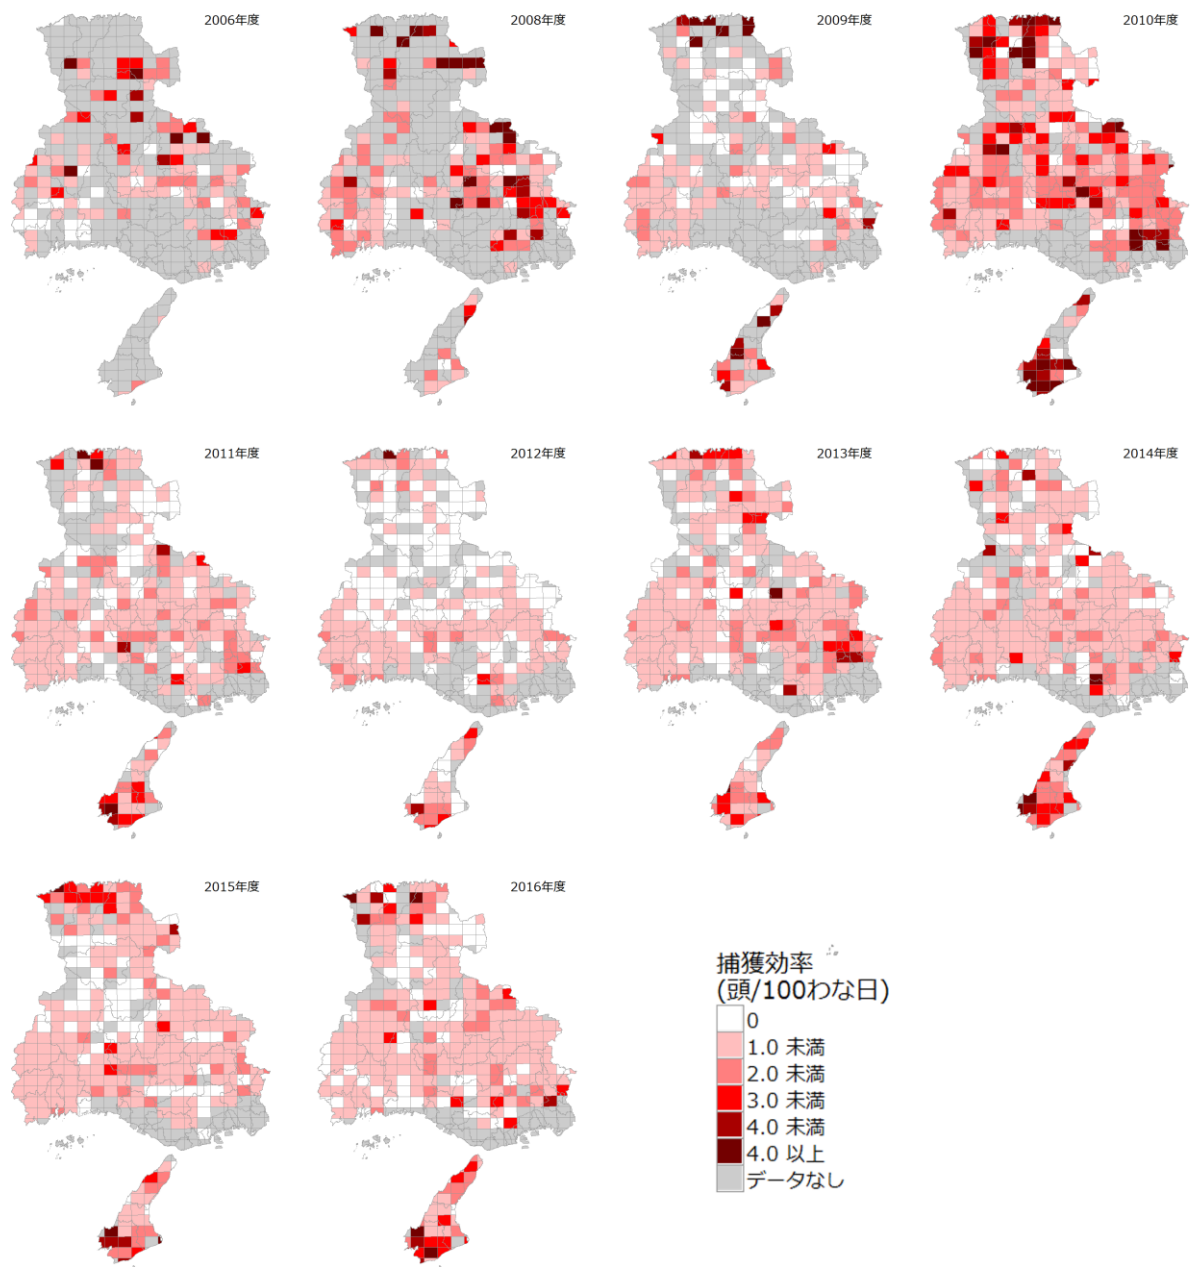 2006年度
2008年度
2009年度
2010年度
2011年度
2012年度
2013年度
2014年度
2015年度
2016年度
捕獲効率
(頭/100わな日)
0
1.0 未満
2.0 未満
3.0 未満
4.0 未満
4.0 以上
データなし